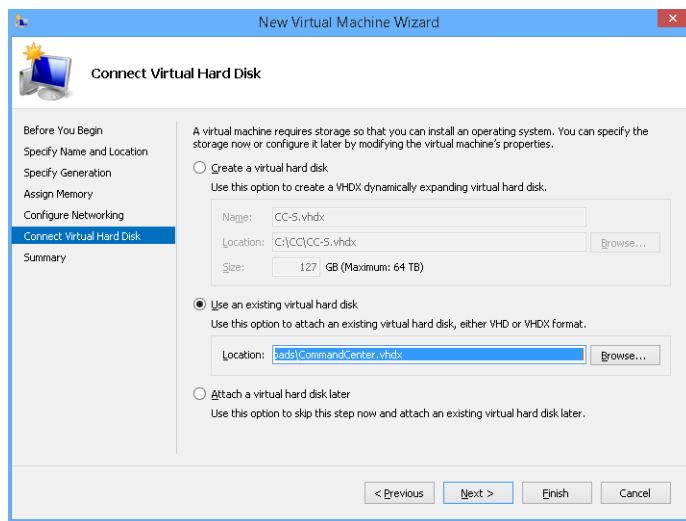 New Virtual Machine Wizard
Connect Virtual Hard Disk
Before You Begin
Specify Name and Location
Specify Generation
Assign Memory
Configure Networking
Connect Virtual Hard Disk
Summary
A virtual machine requires storage so that you can install an operating system. You can specify the
storage now or configure it later by modifying the virtual machine's properties.
Create a virtual hard disk
Use this option to create a VHDX dynamically expanding virtual hard disk.
Name: CC-S.vhdx
Location: C:\CC\CC-S.vhdx Browse...
Size: 127 GB (Maximum: 64 TB)
Use an existing virtual hard disk
Use this option to attach an existing virtual hard disk, either VHD or VHDX format.
Location: oads\CommandCenter.vhdx Browse...
Attach a virtual hard disk later
Use this option to skip this step now and attach an existing virtual hard disk later.
< Previous Next > Finish Cancel